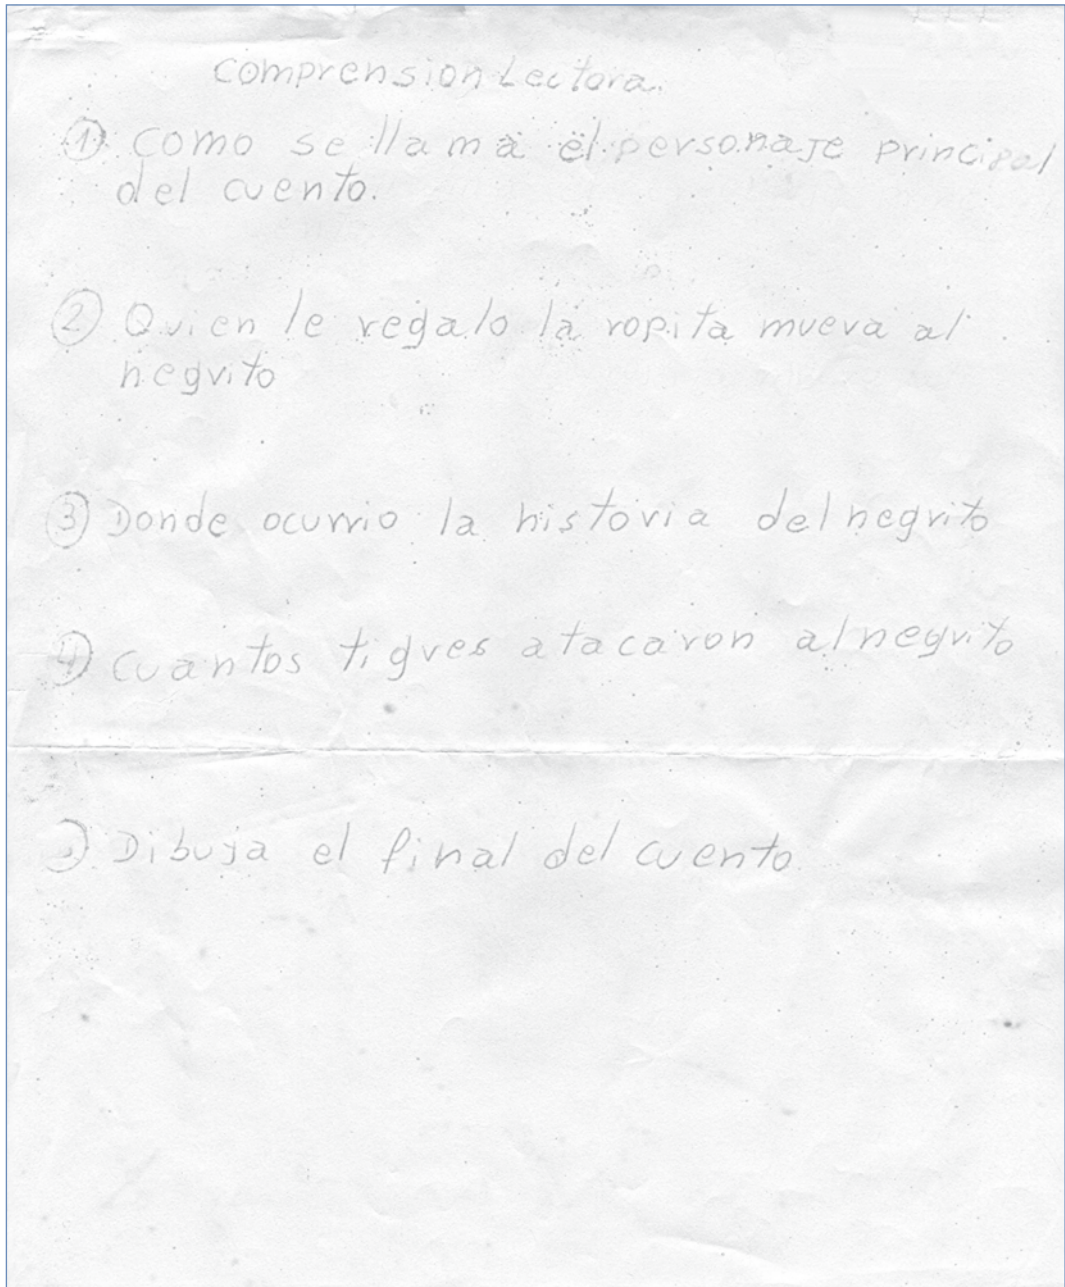 Comprension Lectora.
① como se llama el personaje principal
del cuento.
② Quien le regalo la ropita mueva al
negrito
③ Donde ocurrio la historia del negrito
④ cuantos tigres atacaron al negrito
⑤ Dibuja el final del cuento